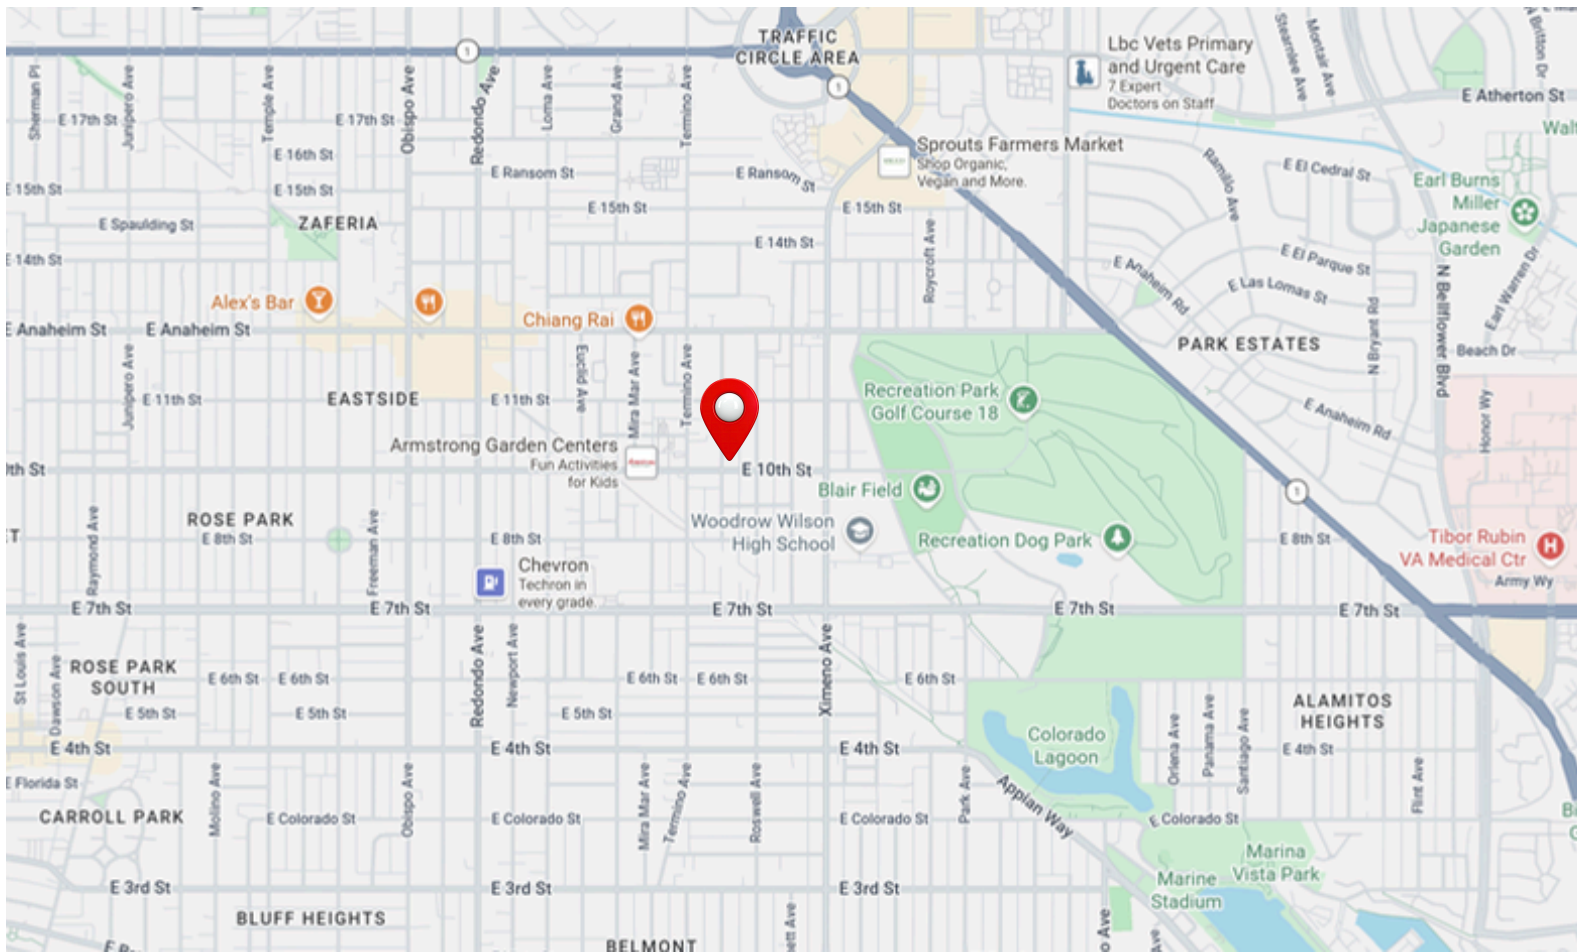 TRAFFIC
CIRCLE AREA
1
1
Lbc Vets Primary
and Urgent Care
7 Expert
Doctors on Staff
Stearnlee Ave
Montair Ave
Britton Dr
E Atherton St
Sherman Pl
Junipero Ave
E 17th St
Temple Ave
E 17th St
Obispo Ave
Redondo Ave
Loma Ave
Grand Ave
Termino Ave
E 16th St
E 15th St
E 15th St
E Ransom St
E Ransom St
Sprouts Farmers Market
Shop Organic,
Vegan and More.
Ramillo Ave
E El Cedral St
Earl Burns
Miller
Japanese
Garden
E Spaulding St
ZAFERIA
E 15th St
E 15th St
E 14th St
E 14th St
Roycroft Ave
E Anaheim Rd
E El Parque St
E Las Lomas St
N Bellflower Blvd
Earl Warren Dr
Alex's Bar
Chiang Rai
E Anaheim St
E Anaheim St
PARK ESTATES
N Bryant Rd
Beach Dr
Junipero Ave
E 11th St
EASTSIDE
E 11th St
Euclid Ave
Mira Mar Ave
Termino Ave
Recreation Park
Golf Course 18
E Anaheim Rd
Honor Wy
Armstrong Garden Centers
Fun Activities
for Kids
E 10th St
Blair Field
1
ROSE PARK
E 8th St
Raymond Ave
Freeman Ave
E 8th St
Woodrow Wilson
High School
Recreation Dog Park
E 8th St
Tibor Rubin
VA Medical Ctr
Army Wy
Chevron
Techron in
every grade.
E 7th St
E 7th St
E 7th St
E 7th St
E 7th St
St Louis Ave
Dawson Ave
ROSE PARK
SOUTH
E 6th St
E 6th St
Redondo Ave
Newport Ave
E 6th St
E 6th St
Ximeno Ave
E 6th St
E 5th St
E 5th St
E 5th St
ALAMITOS
HEIGHTS
Orlena Ave
Panama Ave
Santiago Ave
Colorado
Lagoon
E 4th St
E 4th St
E 4th St
E 4th St
E Florida St
Molino Ave
Obispo Ave
Mira Mar Ave
Termino Ave
Roswell Ave
Park Ave
Appian Way
Flint Ave
CARROLL PARK
E Colorado St
E Colorado St
E Colorado St
E Colorado St
Marina
Vista Park
E 3rd St
E 3rd St
E 3rd St
Marine
Stadium
BLUFF HEIGHTS
BELMONT